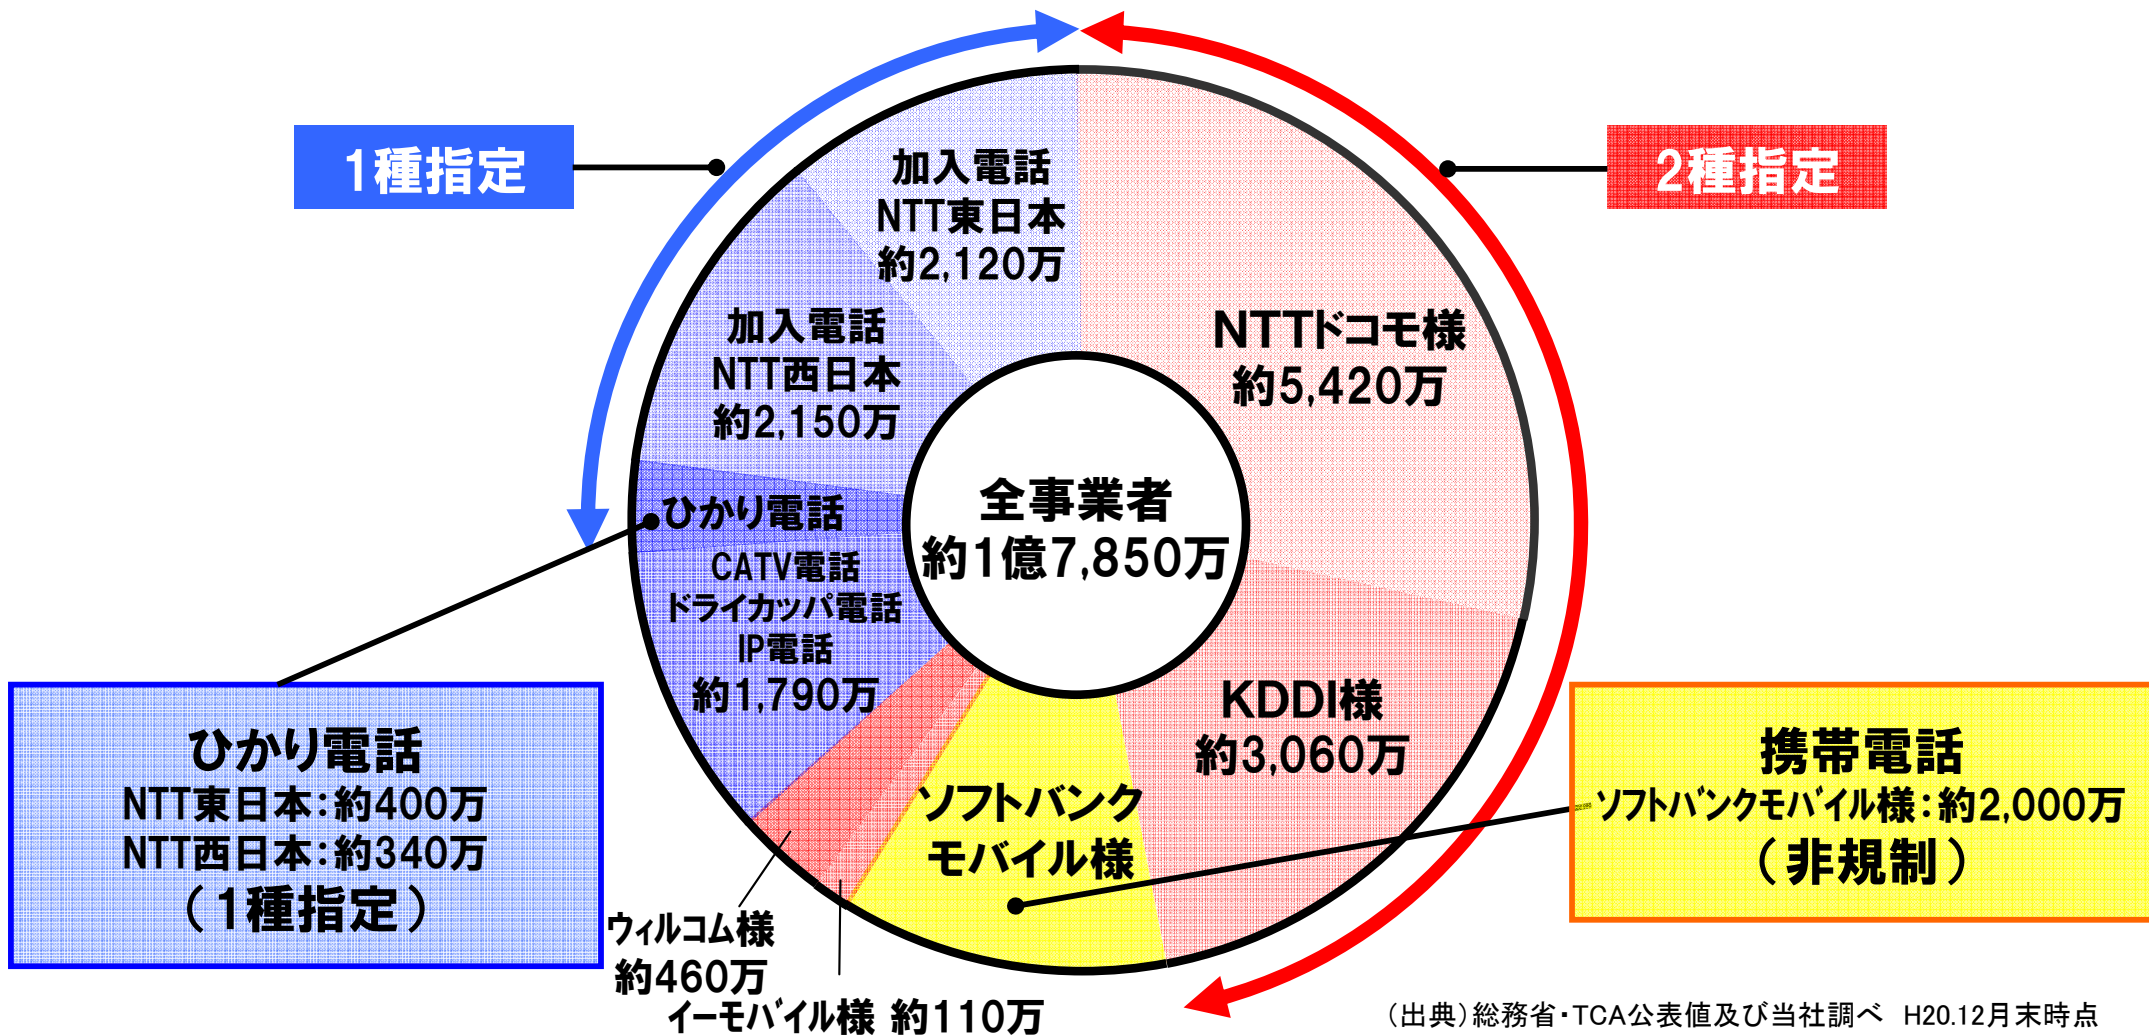 1種指定
2種指定
加入電話
NTT東日本
約2,120万
加入電話
NTT西日本
約2,150万
NTTドコモ様
約5,420万
全事業者
約1億7,850万
ひかり電話
CATV電話
ドライカッパ電話
IP電話
約1,790万
KDDI様
約3,060万
ソフトバンク
モバイル様
ひかり電話
NTT東日本:約400万
NTT西日本:約340万
(1種指定)
携帯電話
ソフトバンクモバイル様:約2,000万
(非規制)
ウィルコム様
約460万
イーモバイル様 約110万
(出典)総務省・TCA公表値及び当社調べ H20.12月末時点